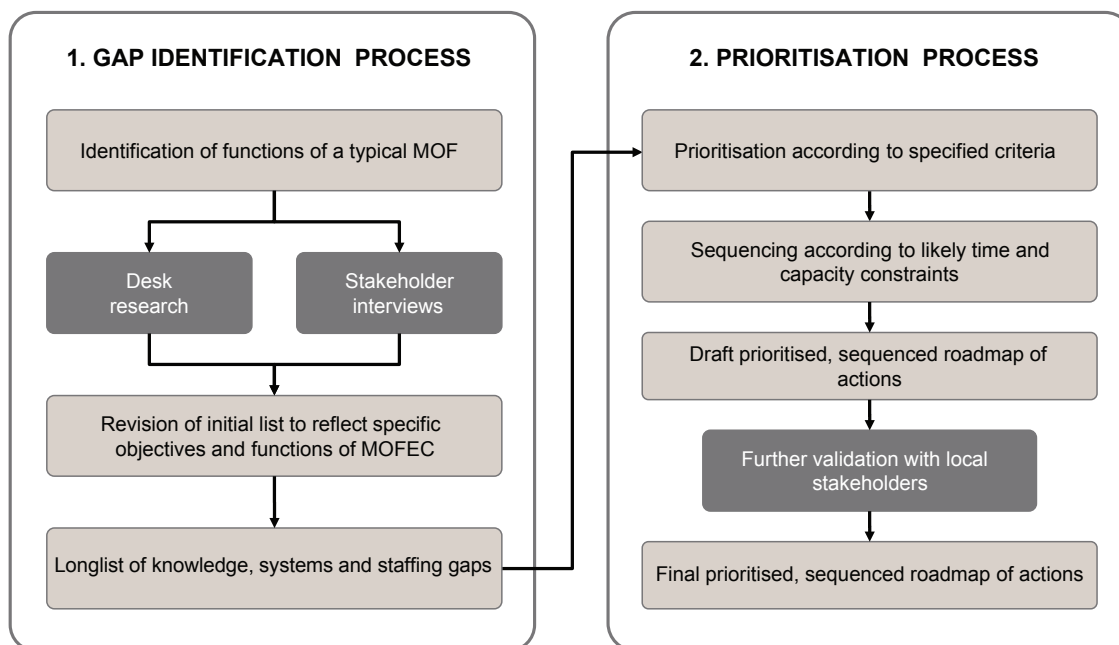 1. GAP IDENTIFICATION PROCESS
Identification of functions of a typical MOF
Desk
research
Stakeholder
interviews
Revision of initial list to reflect specific
objectives and functions of MOFEC
Longlist of knowledge, systems and staffing gaps
2. PRIORITISATION PROCESS
Prioritisation according to specified criteria
Sequencing according to likely time and
capacity constraints
Draft prioritised, sequenced roadmap of
actions
Further validation with local
stakeholders
Final prioritised, sequenced roadmap of actions